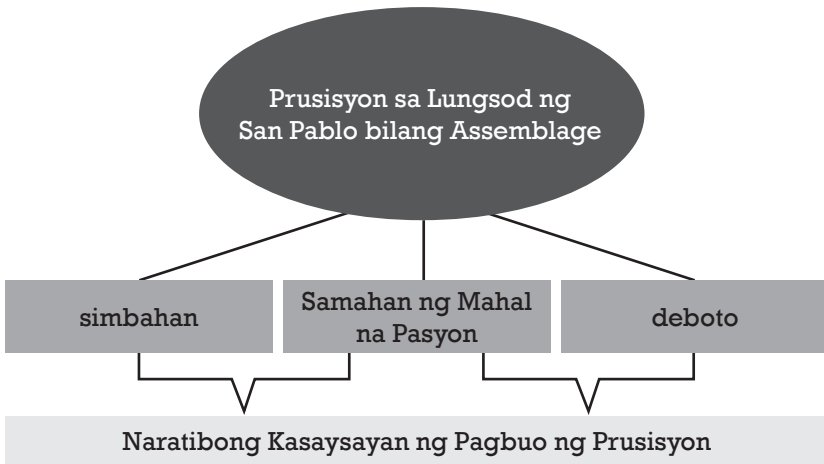 Prusisyon sa Lungsod ng
San Pablo bilang Assemblage
simbahan
Samahan ng Mahal
na Pasyon
deboto
Naratibong Kasaysayan ng Pagbuo ng Prusisyon